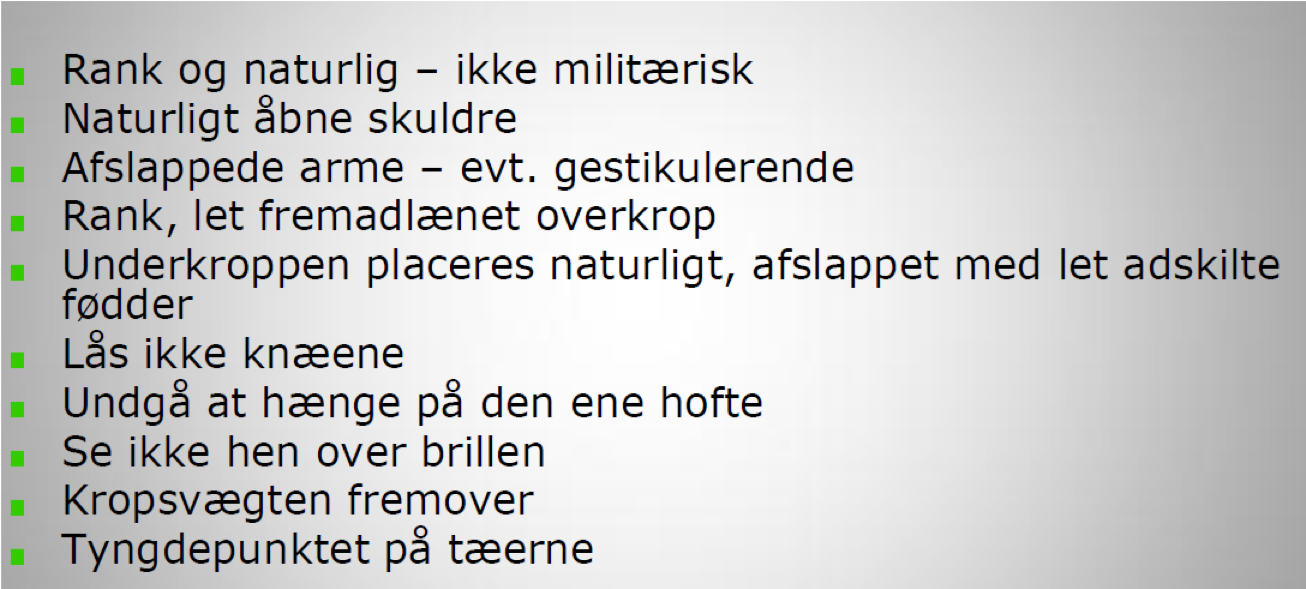 Rank og naturlig – ikke militærisk
Naturligt åbne skuldre
Afslappede arme – evt. gestikulerende
Rank, let fremadlænet overkrop
Underkroppen placeres naturligt, afslappet med let adskilte
fødder
Lås ikke knæene
Undgå at hænge på den ene hofte
Se ikke hen over brillen
Kropsvægten fremover
Tyngdepunktet på tæerne